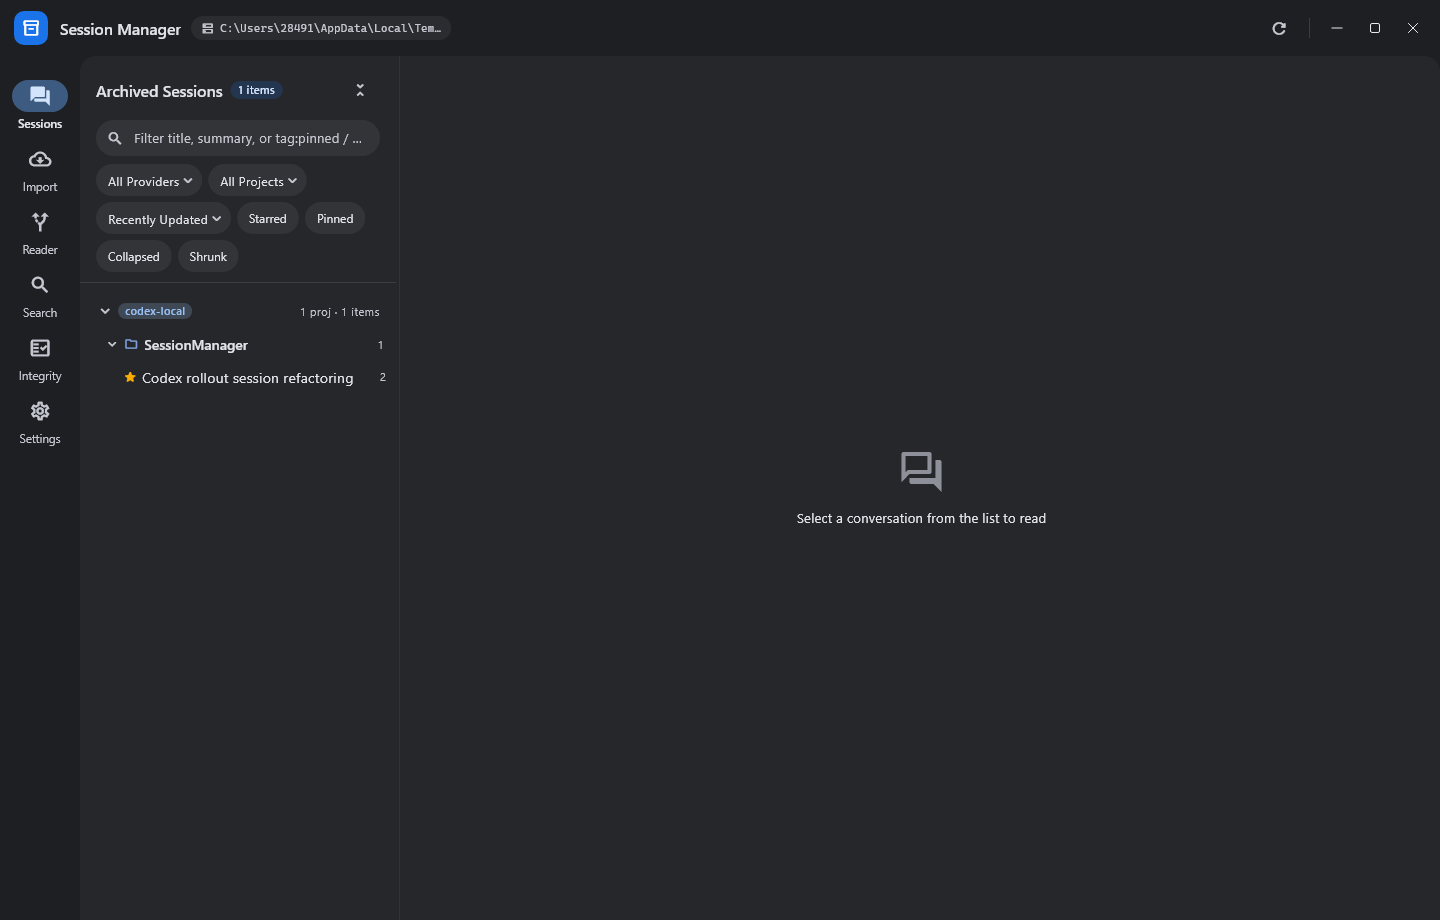 Session Manager
C:\Users\28491\AppData\Local\Tem…
Sessions
Import
Reader
Search
Integrity
Settings
Archived Sessions
1 items
Filter title, summary, or tag:pinned / ...
All Providers
All Projects
Recently Updated
Starred
Pinned
Collapsed
Shrunk
codex-local
1 proj · 1 items
SessionManager
1
Codex rollout session refactoring
2
Select a conversation from the list to read